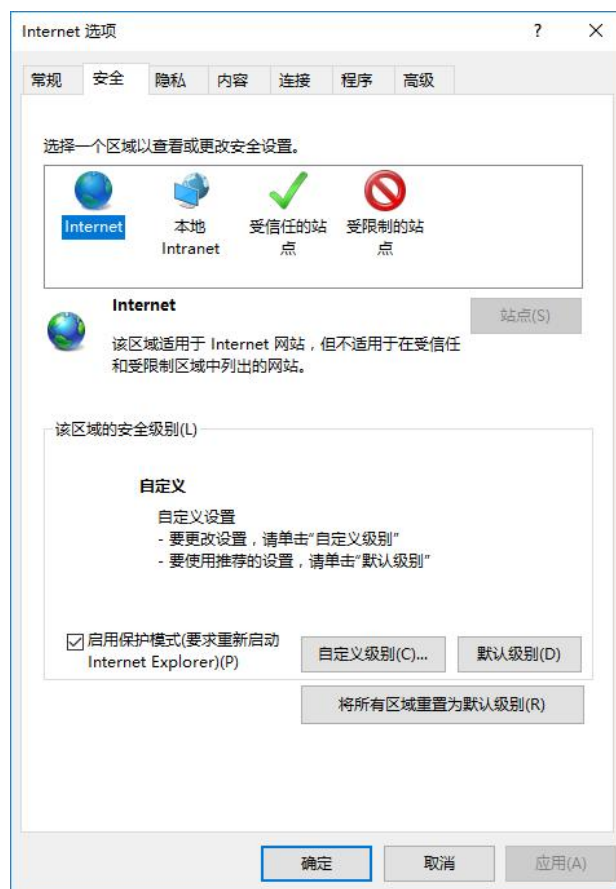 Internet 选项
?
常规 安全 隐私 内容 连接 程序 高级
选择一个区域以查看或更改安全设置。
Internet
本地
Intranet
受信任的站
点
受限制的站
点
Internet
站点(S)
该区域适用于 Internet 网站，但不适用于在受信任
和受限制区域中列出的网站。
该区域的安全级别(L)
自定义
自定义设置
- 要更改设置，请单击“自定义级别”
- 要使用推荐的设置，请单击“默认级别”
启用保护模式(要求重新启动
Internet Explorer)(P)
自定义级别(C)...
默认级别(D)
将所有区域重置为默认级别(R)
确定
取消
应用(A)